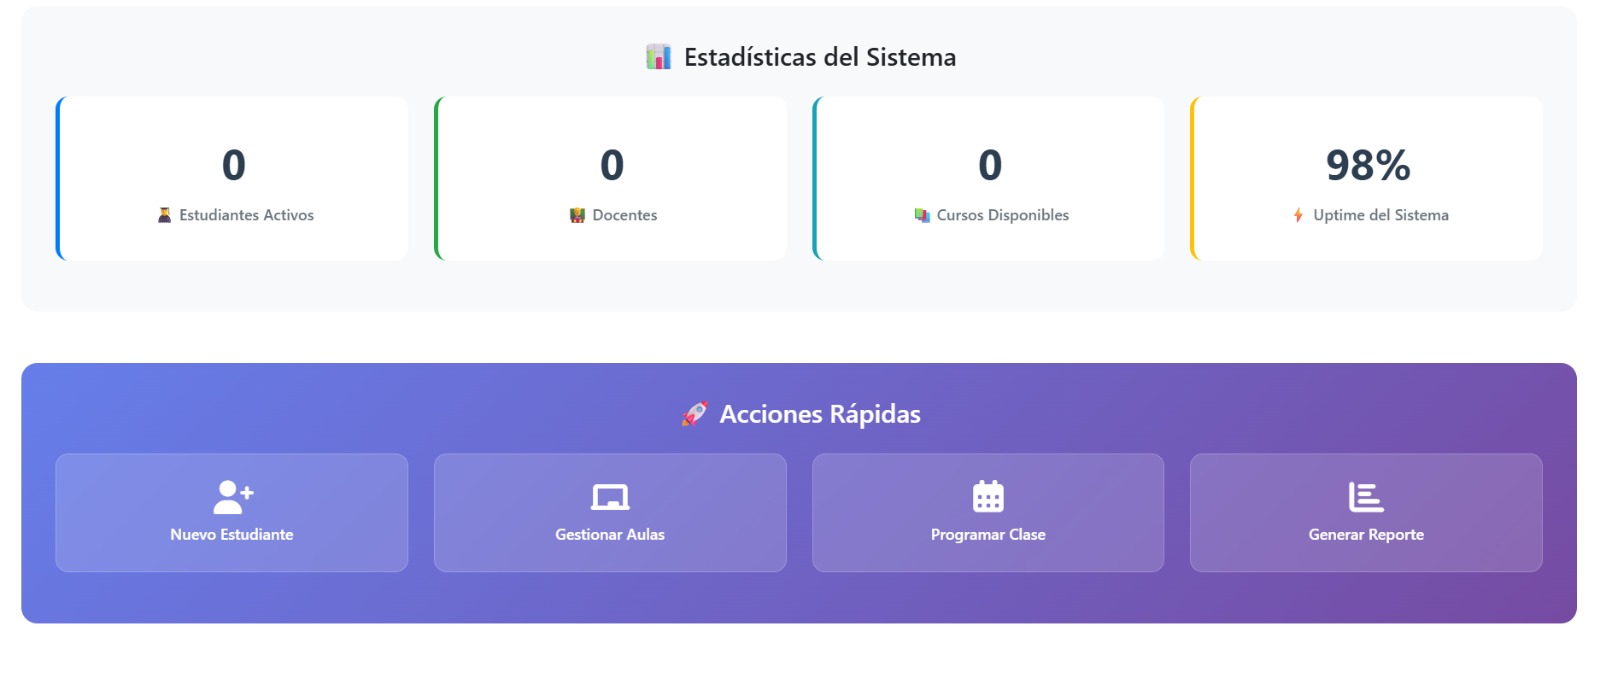 Estadísticas del Sistema
0
Estudiantes Activos
0
Docentes
0
Cursos Disponibles
98%
Uptime del Sistema
Acciones Rápidas
Nuevo Estudiante
Gestionar Aulas
Programar Clase
Generar Reporte